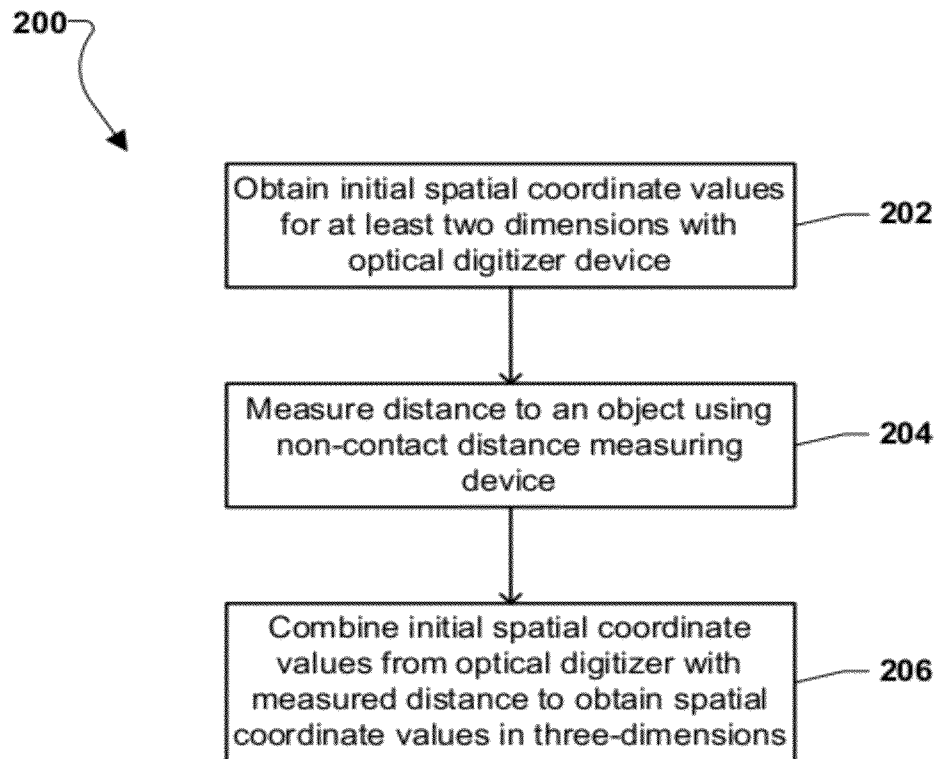 200
Obtain initial spatial coordinate values
for at least two dimensions with
optical digitizer device
202
Measure distance to an object using
non-contact distance measuring
device
204
Combine initial spatial coordinate
values from optical digitizer with
measured distance to obtain spatial
coordinate values in three-dimensions
206